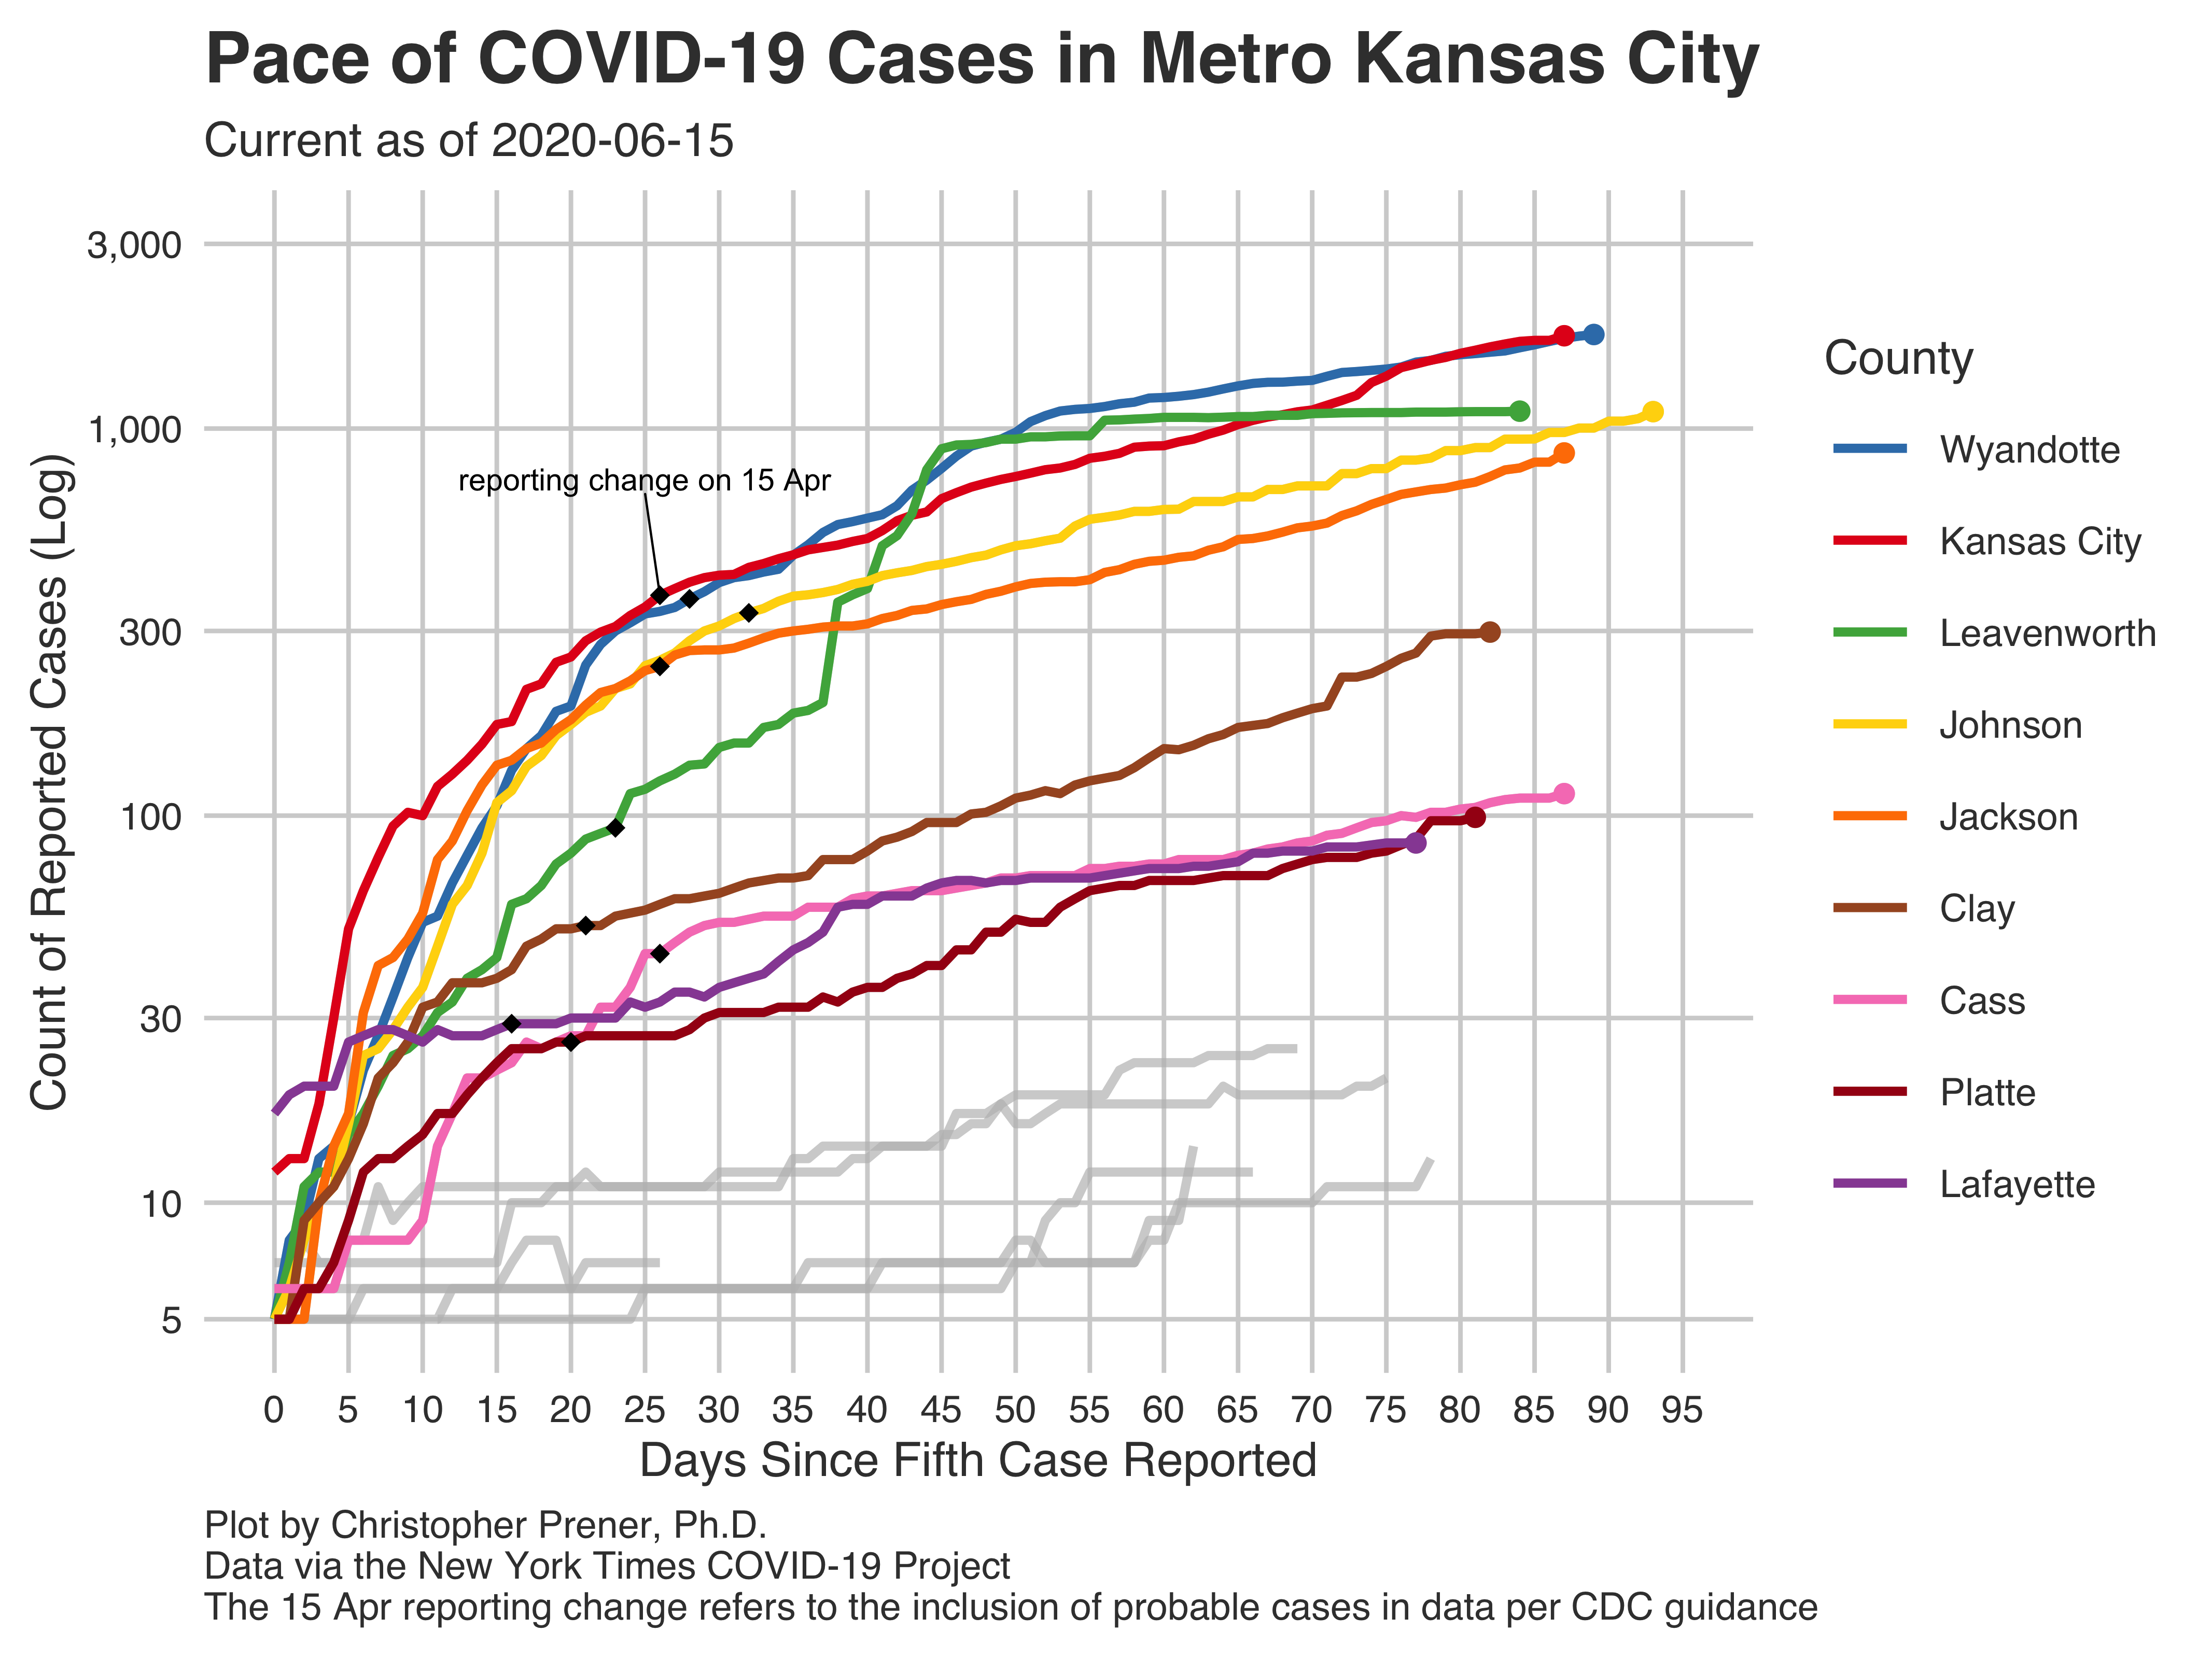 Pace of COVID-19 Cases in Metro Kansas City
Current as of 2020-06-15
Count of Reported Cases (Log)
3,000
1,000
300
100
30
10
5
reporting change on 15 Apr
0 5 10 15 20 25 30 35 40 45 50 55 60 65 70 75 80 85 90 95
Days Since Fifth Case Reported
County
Wyandotte
Kansas City
Leavenworth
Johnson
Jackson
Clay
Cass
Platte
Lafayette
Plot by Christopher Prener, Ph.D.
Data via the New York Times COVID-19 Project
The 15 Apr reporting change refers to the inclusion of probable cases in data per CDC guidance